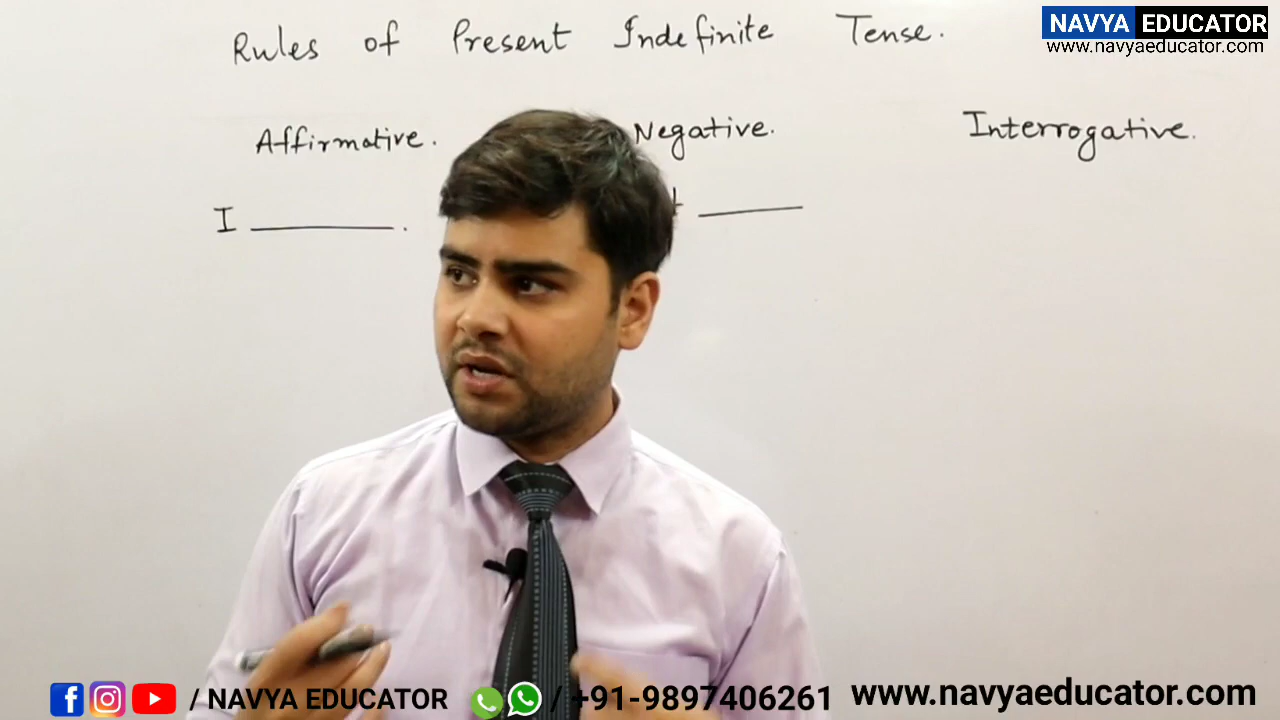 NAVYA EDUCATOR
www.navyaeducator.com
Rules of Present Indefinite Tense.
Affirmative. Negative. Interrogative.
I ________. ________
/ NAVYA EDUCATOR / +91-9897406261 www.navyaeducator.com